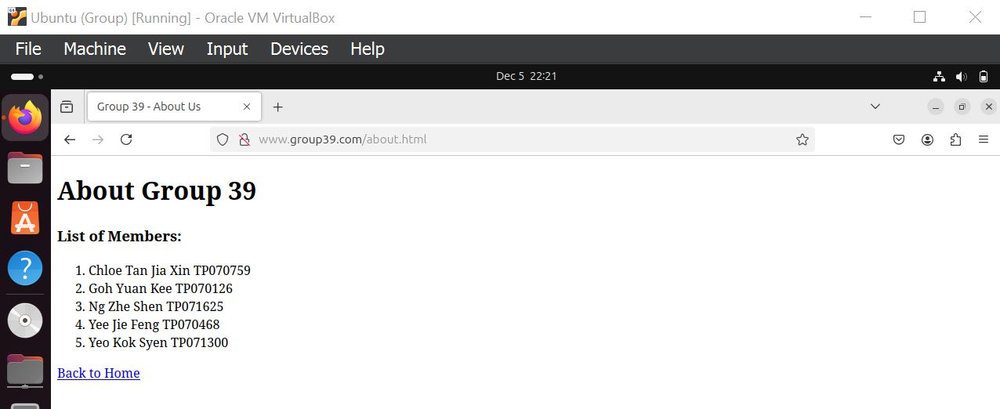 Ubuntu (Group) [Running] - Oracle VM VirtualBox
File Machine View Input Devices Help
Dec 5 22:21
Group 39 - About Us
www.group39.com/about.html
About Group 39
List of Members:
1. Chloe Tan Jia Xin TP070759
2. Goh Yuan Kee TP070126
3. Ng Zhe Shen TP071625
4. Yee Jie Feng TP070468
5. Yeo Kok Syen TP071300
Back to Home